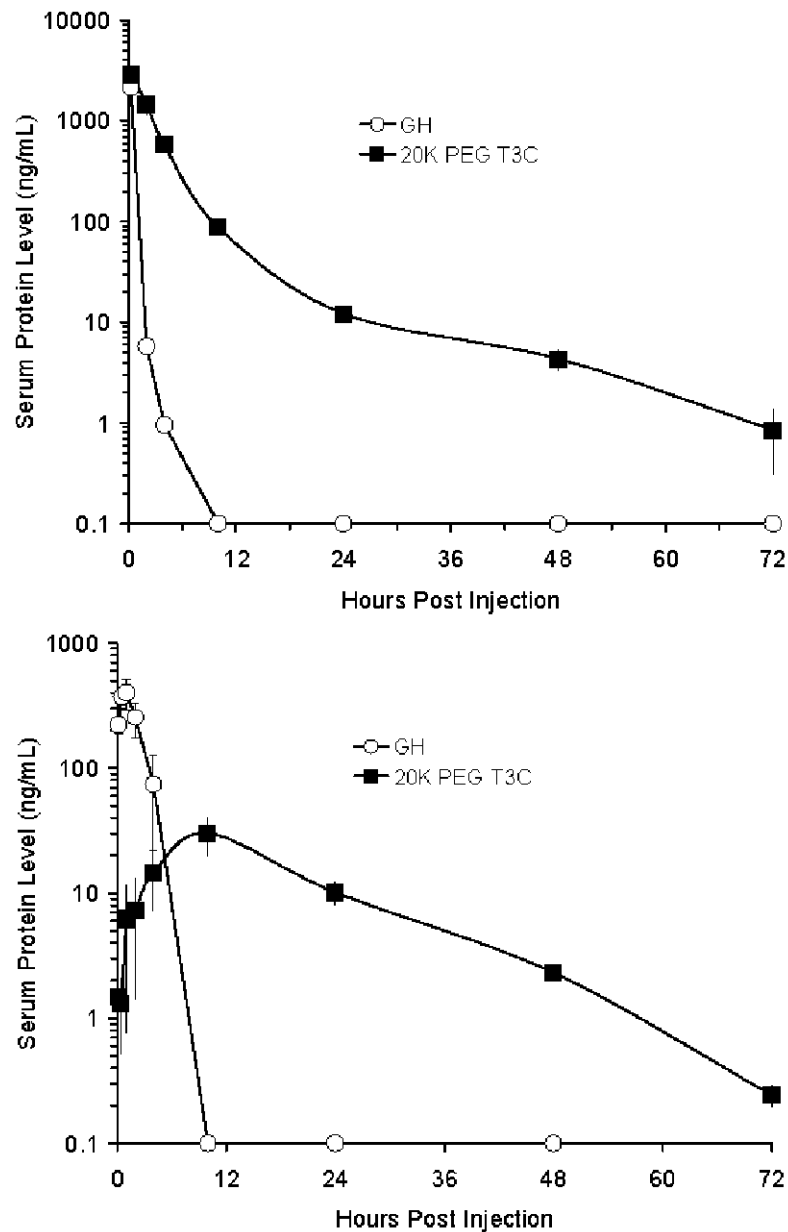 10000
1000
100
10
1
0.1
Serum Protein Level (ng/mL)
GH
20K PEG T3C
0 12 24 36 48 60 72
Hours Post Injection
1000
100
10
1
0.1
Serum Protein Level (ng/mL)
GH
20K PEG T3C
0 12 24 36 48 60 72
Hours Post Injection